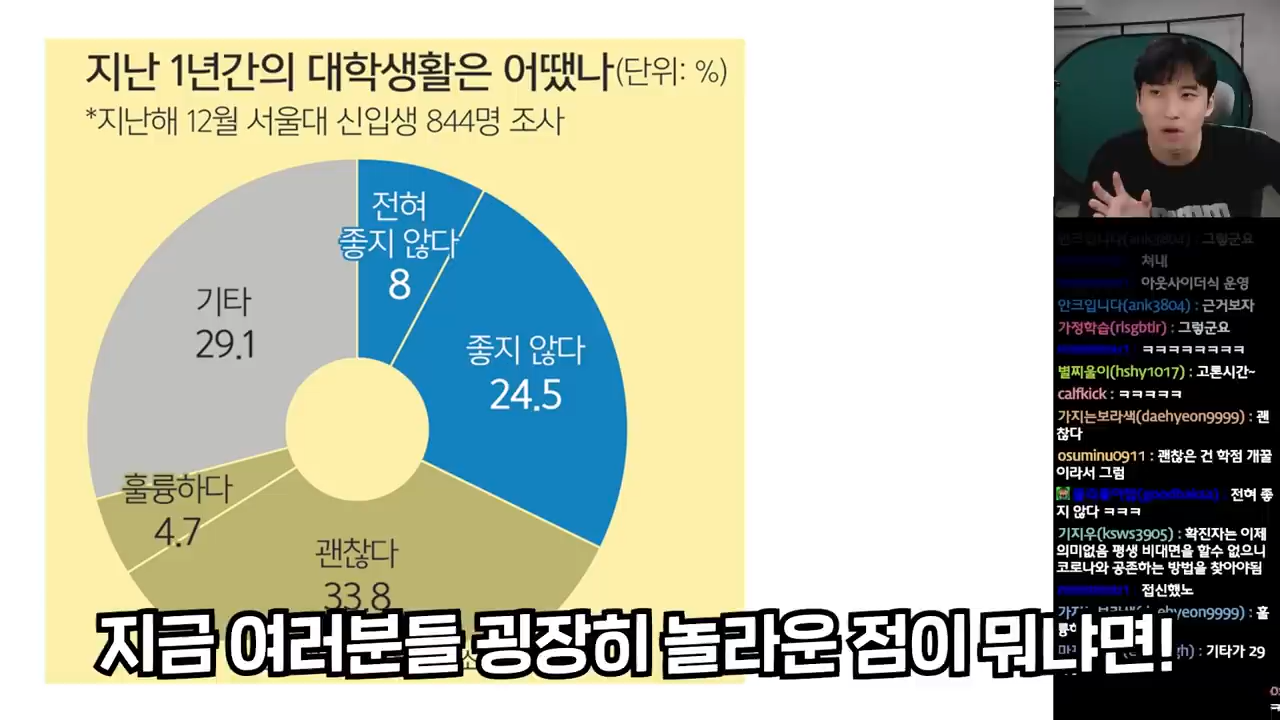 지난 1년간의 대학생활은 어땠나(단위: %)
*지난해 12월 서울대 신입생 844명 조사
전혀
좋지 않다
8
좋지 않다
24.5
괜찮다
33.8
훌륭하다
4.7
기타
29.1
지금 여러분들 굉장히 놀라운 점이 뭐냐면!
안크입니다(ank3804) : 그렇군요
쳐내
아웃사이더식 운영
안크입니다(ank3804) : 근거보자
가정학습(rlsgbtlr) : 그렇군요
ㅋㅋㅋㅋㅋㅋㅋㅋ
별찌울이(hshy1017) : 고론시간~
calfkick : ㅋㅋㅋㅋㅋ
가지는보라색(daehyeon9999) : 괜
찮다
osuminu0911 : 괜찮은 건 학점 개꿀
이라서 그럼
전혀 좋
지 않다 ㅋㅋㅋ
기지우(ksws3905) : 확진자는 이제
의미없음 평생 비대면을 할수 없으니
코로나와 공존하는 방법을 찾아야됨
접신했노
: 훌
: 기타가 29